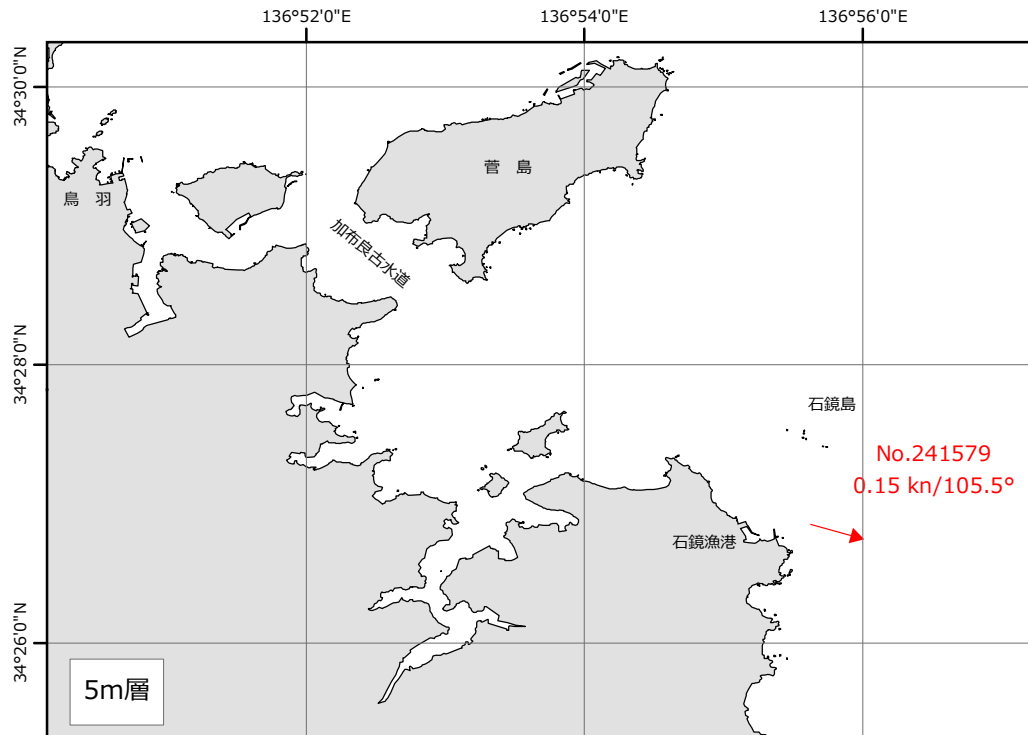 136°52'0"E
136°54'0"E
136°56'0"E
34°30'0"N
菅 島
鳥 羽
加布良古水道
34°28'0"N
石鏡島
No.241579
0.15 kn/105.5°
石鏡漁港
34°26'0"N
5m層